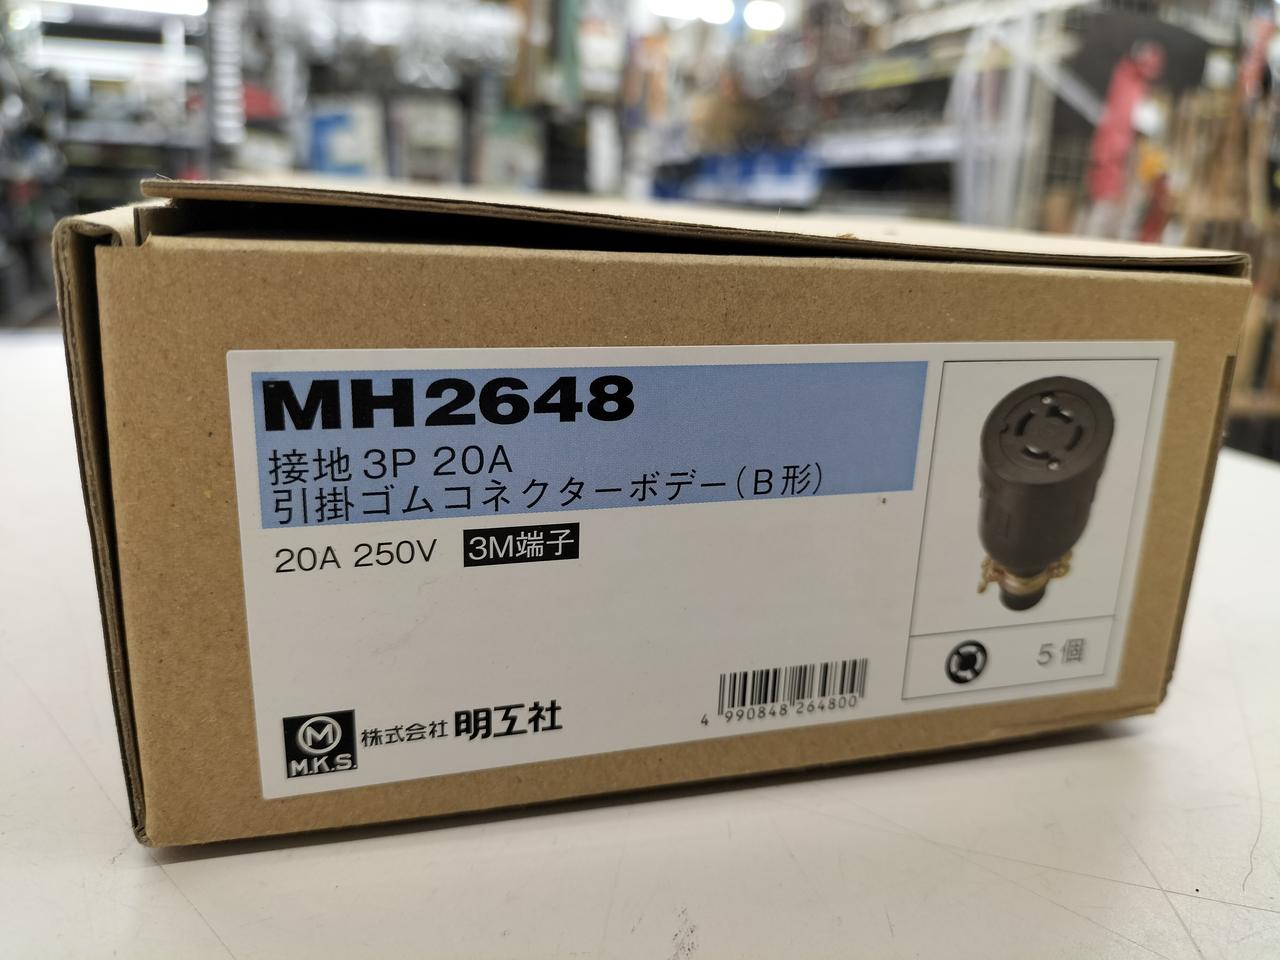 MH2648
接地 3P 20A
引掛ゴムコネクターボデー(B形)
20A 250V 3M端子
5個
4 990848 264800
M
M.K.S.
株式会社 明工社